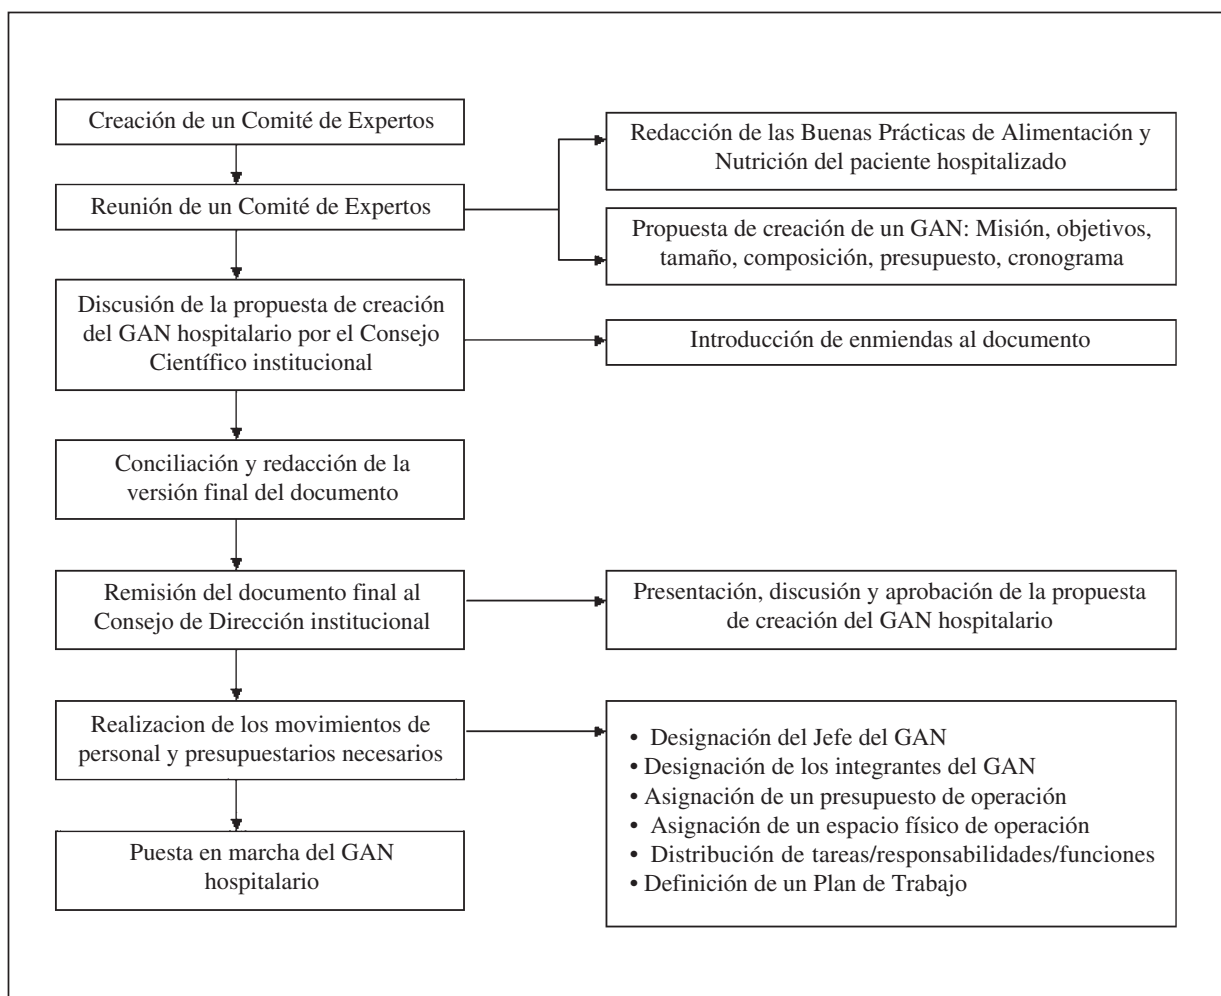 Creación de un Comité de Expertos
Redacción de las Buenas Prácticas de Alimentación y
Nutrición del paciente hospitalizado
Reunión de un Comité de Expertos
Propuesta de creación de un GAN: Misión, objetivos,
tamaño, composición, presupuesto, cronograma
Discusión de la propuesta de creación
del GAN hospitalario por el Consejo
Científico institucional
Introducción de enmiendas al documento
Conciliación y redacción de la
versión final del documento
Remisión del documento final al
Consejo de Dirección institucional
Presentación, discusión y aprobación de la propuesta
de creación del GAN hospitalario
Realizacion de los movimientos de
personal y presupuestarios necesarios
• Designación del Jefe del GAN
• Designación de los integrantes del GAN
• Asignación de un presupuesto de operación
• Asignación de un espacio físico de operación
• Distribución de tareas/responsabilidades/funciones
• Definición de un Plan de Trabajo
Puesta en marcha del GAN
hospitalario